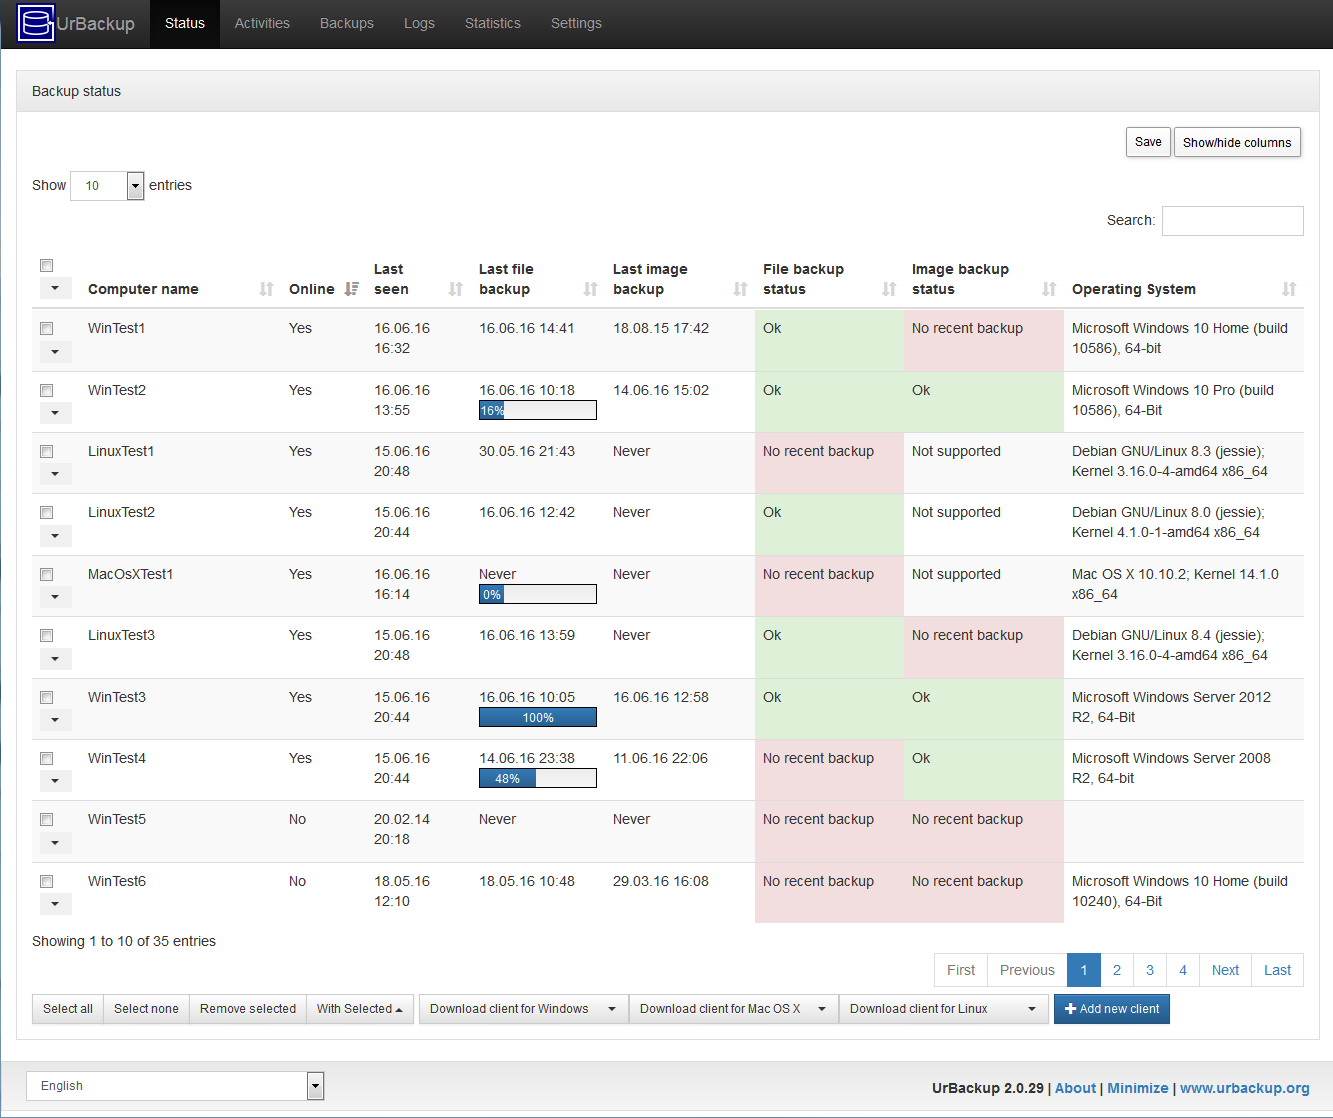 UrBackup Status Activities Backups Logs Statistics Settings
Backup status
Save Show/hide columns
Show 10 entries
Search:
Last Last file Last image File backup Image backup
Computer name Online seen backup backup status status Operating System
WinTest1 Yes 16.06.16 16.06.16 14:41 18.08.15 17:42 Ok No recent backup Microsoft Windows 10 Home (build
16:32 10586), 64-bit
WinTest2 Yes 16.06.16 16.06.16 10:18 14.06.16 15:02 Ok Ok Microsoft Windows 10 Pro (build
13:55 16% 10586), 64-Bit
LinuxTest1 Yes 15.06.16 30.05.16 21:43 Never No recent backup Not supported Debian GNU/Linux 8.3 (jessie);
20:48 Kernel 3.16.0-4-amd64 x86_64
LinuxTest2 Yes 15.06.16 16.06.16 12:42 Never Ok Not supported Debian GNU/Linux 8.0 (jessie);
20:44 Kernel 4.1.0-1-amd64 x86_64
MacOsXTest1 Yes 16.06.16 Never Never No recent backup Not supported Mac OS X 10.10.2; Kernel 14.1.0
16:14 0% x86_64
LinuxTest3 Yes 15.06.16 16.06.16 13:59 Never Ok No recent backup Debian GNU/Linux 8.4 (jessie);
20:48 Kernel 3.16.0-4-amd64 x86_64
WinTest3 Yes 15.06.16 16.06.16 10:05 16.06.16 12:58 Ok Ok Microsoft Windows Server 2012
20:44 100% R2, 64-Bit
WinTest4 Yes 15.06.16 14.06.16 23:38 11.06.16 22:06 No recent backup Ok Microsoft Windows Server 2008
20:44 48% R2, 64-bit
WinTest5 No 20.02.14 Never Never No recent backup No recent backup
20:18
WinTest6 No 18.05.16 18.05.16 10:48 29.03.16 16:08 No recent backup No recent backup Microsoft Windows 10 Home (build
12:10 10240), 64-Bit
Showing 1 to 10 of 35 entries
First Previous 1 2 3 4 Next Last
Select all Select none Remove selected With Selected Download client for Windows Download client for Mac OS X Download client for Linux Add new client
English
UrBackup 2.0.29 | About | Minimize | www.urbackup.org